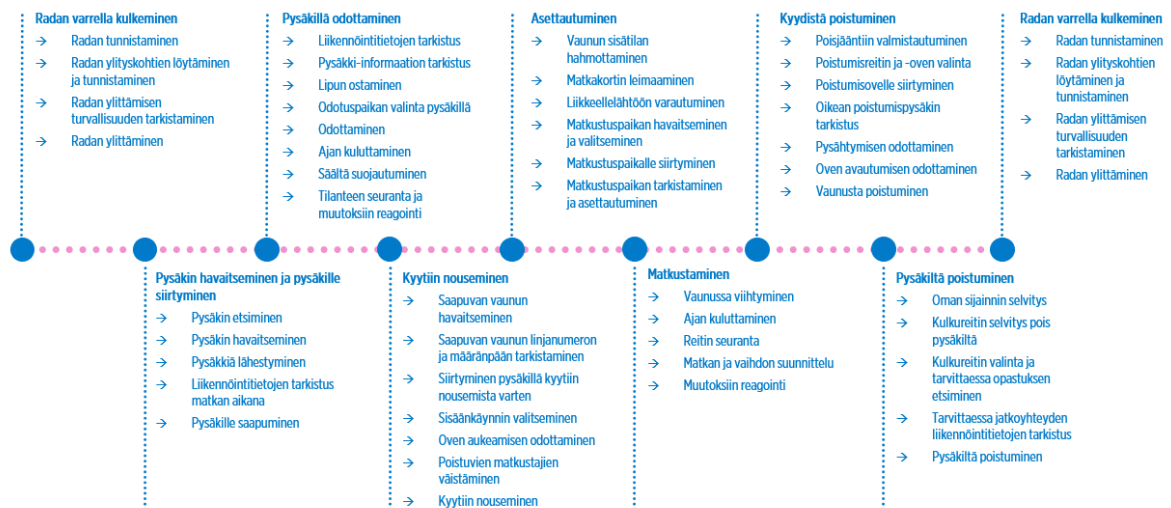 Radan varrella kulkeminen
→ Radan tunnistaminen
→ Radan ylityskohtien löytäminen
ja tunnistaminen
→ Radan ylittämisen
turvallisuuden tarkistaminen
→ Radan ylittäminen
Pysäkin havaitseminen ja pysäkille
siirtyminen
→ Pysäkin etsiminen
→ Pysäkin havaitseminen
→ Pysäkkiä lähestyminen
→ Liikennöintitietojen tarkistus
matkan aikana
→ Pysäkille saapuminen
Pysäkillä odottaminen
→ Liikennöintitietojen tarkistus
→ Pysäkki-informaation tarkistus
→ Lipun ostaminen
→ Odotuspaikan valinta pysäkillä
→ Odottaminen
→ Ajan kuluttaminen
→ Säältä suojautuminen
→ Tilanteen seuranta ja
muutoksiin reagointi
Kyytiin nouseminen
→ Saapuvan vaunun
havaitseminen
→ Saapuvan vaunun linjanumeron
ja määränpään tarkistaminen
→ Siirtyminen pysäkillä kyytiin
nousemista varten
→ Sisäänkäynnin valitseminen
→ Oven aukeamisen odottaminen
→ Poistuvien matkustajien
väistäminen
→ Kyytiin nouseminen
Asettautuminen
→ Vaunun sisätilan
hahmottaminen
→ Matkakortin leimaaminen
→ Liikkeellelähtöön varautuminen
→ Matkustuspaikan havaitseminen
ja valitseminen
→ Matkustuspaikalle siirtyminen
→ Matkustuspaikan tarkistaminen
ja asettautuminen
Matkustaminen
→ Vaunussa viihtyminen
→ Ajan kuluttaminen
→ Reitin seuranta
→ Matkan ja vaihdon suunnittelu
→ Muutoksiin reagointi
Kyydistä poistuminen
→ Poisjääntiin valmistautuminen
→ Poistumisreitin ja -oven valinta
→ Poistumisovelle siirtyminen
→ Oikean poistumispysäkin
tarkistus
→ Pysähtymisen odottaminen
→ Oven avautumisen odottaminen
→ Vaunusta poistuminen
Pysäkiltä poistuminen
→ Oman sijainnin selvitys
→ Kulkureitin selvitys pois
pysäkiltä
→ Kulkureitin valinta ja
tarvittaessa opastuksen
etsiminen
→ Tarvittaessa jatkoyhteyden
liikennöintitietojen tarkistus
→ Pysäkiltä poistuminen
Radan varrella kulkeminen
→ Radan tunnistaminen
→ Radan ylityskohtien
löytäminen ja
tunnistaminen
→ Radan ylittämisen
turvallisuuden
tarkistaminen
→ Radan ylittäminen